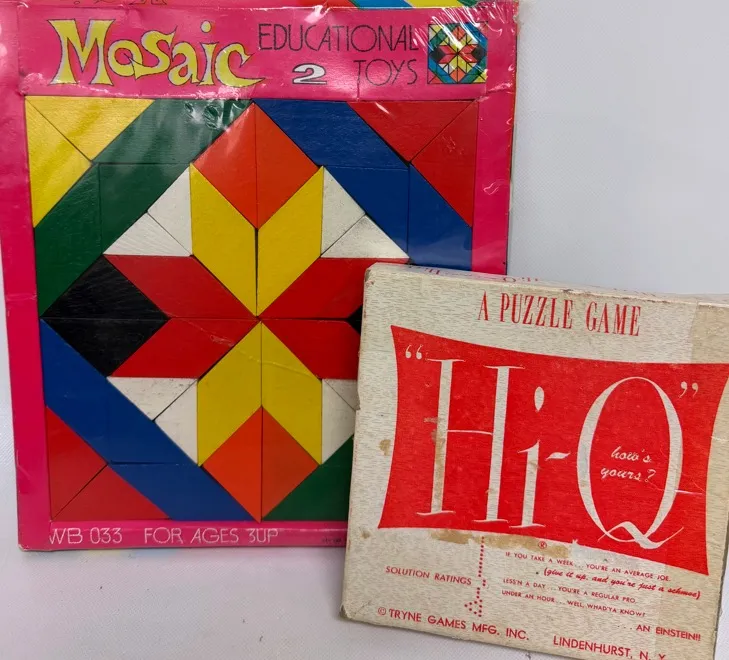 Mosaic
EDUCATIONAL
2 TOYS
WB 033 FOR AGES 3UP
A PUZZLE GAME
"Hi-Q"
how's
yours?
®
SOLUTION RATINGS
IF YOU TAKE A WEEK... YOU'RE AN AVERAGE JOE.
(give it up, and you're just a schmoe)
LESS'N A DAY... YOU'RE A REGULAR PRO.
UNDER AN HOUR... WELL, WHAD'YA KNOW?
... AN EINSTEIN!!
© TRYNE GAMES MFG. INC.
LINDENHURST, N. Y.